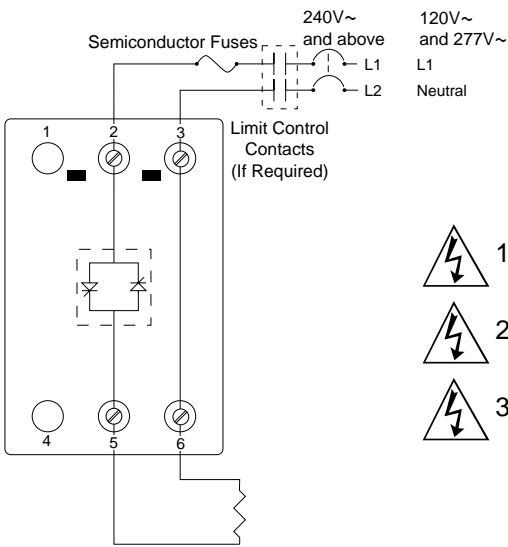 240V~ 120V~
and above and 277V~
Semiconductor Fuses
L1 L1
L2 Neutral
1 2 3
Limit Control
Contacts
(If Required)
1
2
3
4 5 6